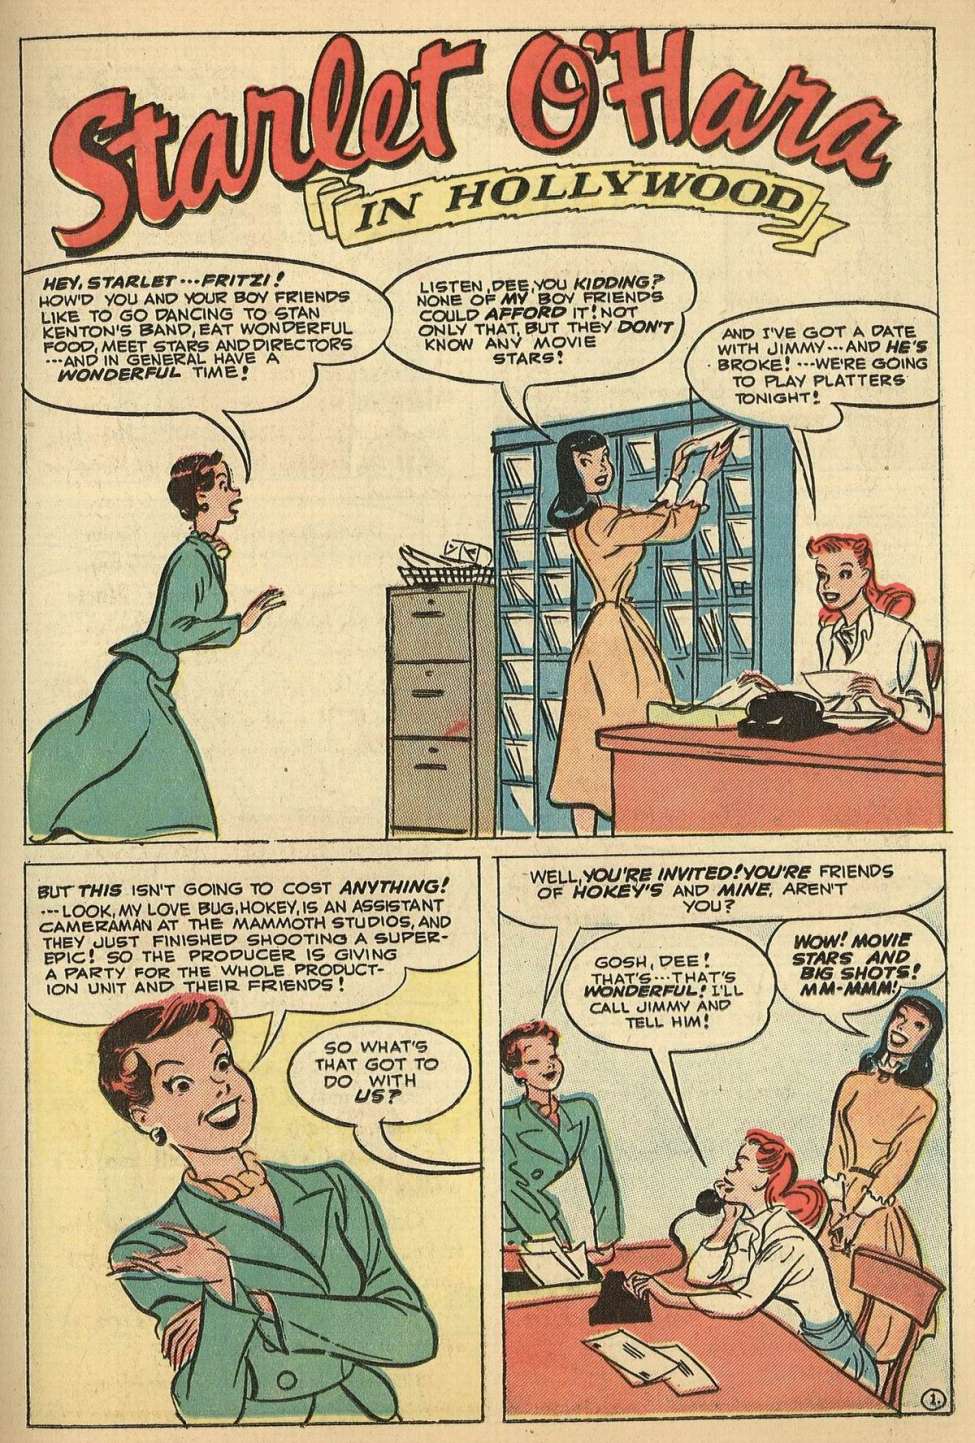 Starlet O'Hara
IN HOLLYWOOD
HEY, STARLET---FRITZI!
HOW'D YOU AND YOUR BOY FRIENDS
LIKE TO GO DANCING TO STAN
KENTON'S BAND, EAT WONDERFUL
FOOD, MEET STARS AND DIRECTORS
---AND IN GENERAL HAVE A
WONDERFUL TIME!
LISTEN, DEE, YOU KIDDING?
NONE OF MY BOY FRIENDS
COULD AFFORD IT! NOT
ONLY THAT, BUT THEY DON'T
KNOW ANY MOVIE
STARS!
AND I'VE GOT A DATE
WITH JIMMY---AND HE'S
BROKE! ---WE'RE GOING
TO PLAY PLATTERS
TONIGHT!
BUT THIS ISN'T GOING TO COST ANYTHING!
---LOOK, MY LOVE BUG, HOKEY, IS AN ASSISTANT
CAMERAMAN AT THE MAMMOTH STUDIOS, AND
THEY JUST FINISHED SHOOTING A SUPER-
EPIC! SO THE PRODUCER IS GIVING
A PARTY FOR THE WHOLE PRODUCT-
ION UNIT AND THEIR FRIENDS!
SO WHAT'S
THAT GOT TO
DO WITH
US?
WELL, YOU'RE INVITED! YOU'RE FRIENDS
OF HOKEY'S AND MINE, AREN'T
YOU?
GOSH, DEE!
THAT'S---THAT'S
WONDERFUL! I'LL
CALL JIMMY AND
TELL HIM!
WOW! MOVIE
STARS AND
BIG SHOTS!
MM-MMM!
1.